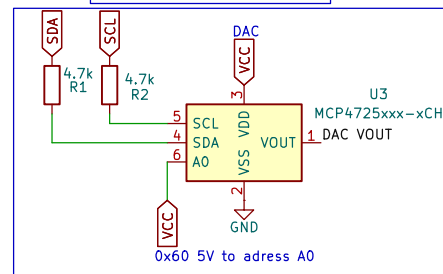 SDA
SCL
DAC
VCC
4.7k
R1
4.7k
R2
U3
MCP4725xxx-xCH
3
VDD
5
SCL
4
SDA
6
A0
VOUT
1
DAC VOUT
VSS
2
VCC
GND
0x60 5V to adress A0